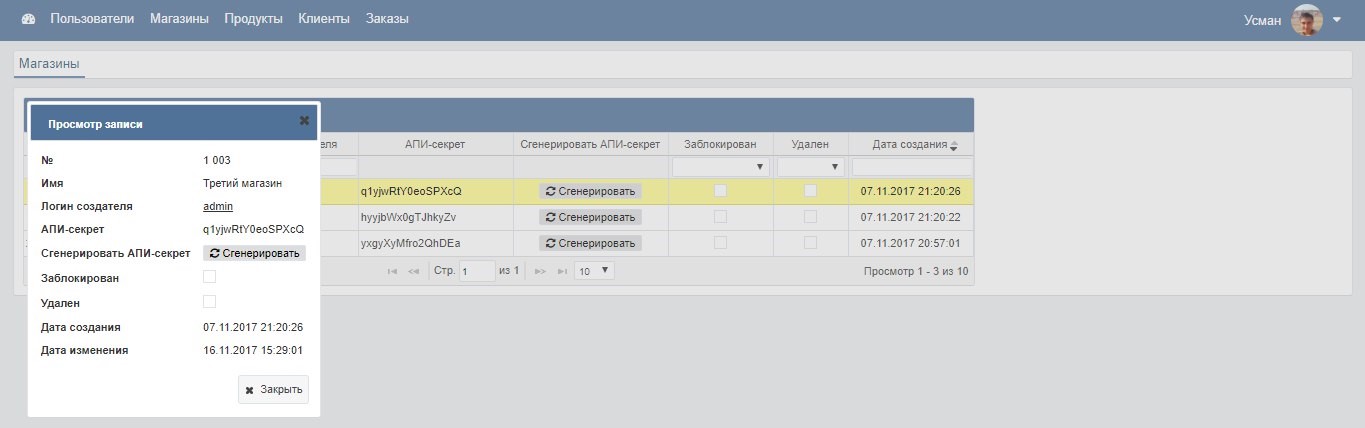 Пользователи Магазины Продукты Клиенты Заказы Усман
Магазины
Просмотр записи
№ 1 003
Имя Третий магазин
Логин создателя admin
АПИ-секрет q1yjwRtY0eoSPXcQ
Сгенерировать АПИ-секрет Сгенерировать
Заблокирован
Удален
Дата создания 07.11.2017 21:20:26
Дата изменения 16.11.2017 15:29:01
Закрыть
АПИ-секрет Сгенерировать АПИ-секрет Заблокирован Удален Дата создания
q1yjwRtY0eoSPXcQ Сгенерировать 07.11.2017 21:20:26
hyyjbWx0gTJhkyZv Сгенерировать 07.11.2017 21:20:22
yxgyXyMfro2QhDEa Сгенерировать 07.11.2017 20:57:01
Стр. 1 из 1 10 Просмотр 1 - 3 из 10